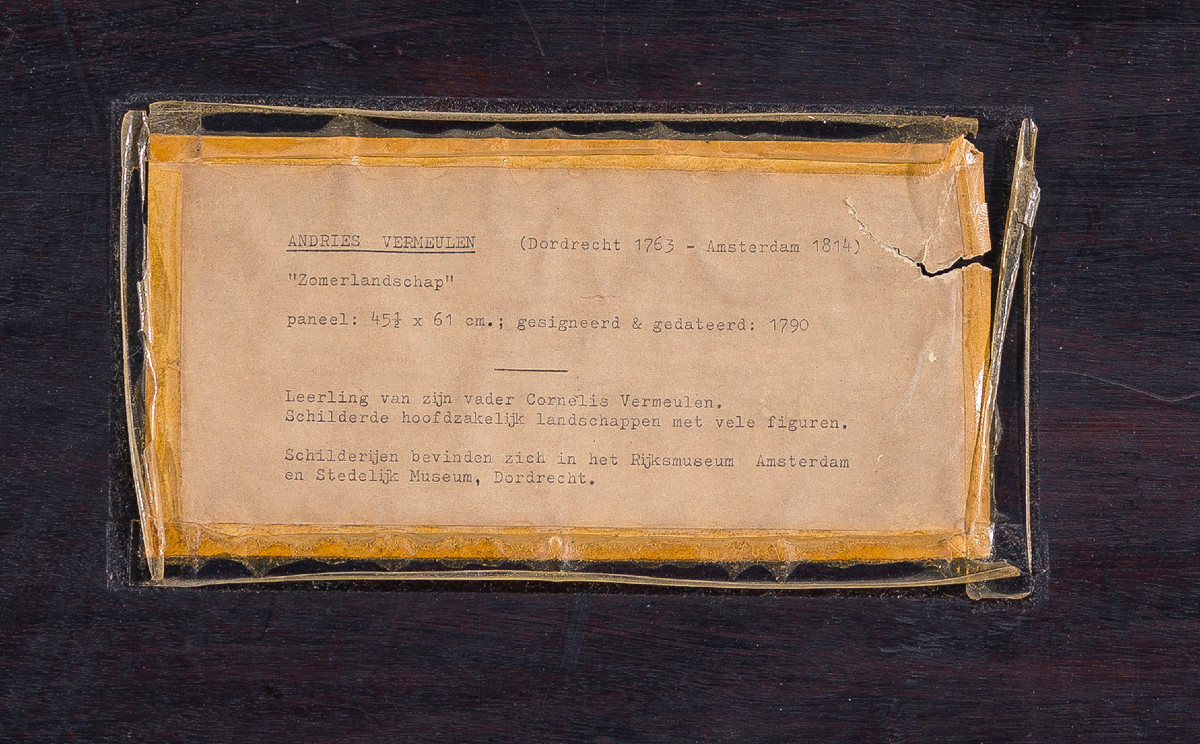 ANDRIES VERMEULEN (Dordrecht 1763 - Amsterdam 1814)
"Zomerlandschap"
paneel: 45½ x 61 cm.; gesigneerd & gedateerd: 1790
Leerling van zijn vader Cornelis Vermeulen.
Schilderde hoofdzakelijk landschappen met vele figuren.
Schilderijen bevinden zich in het Rijksmuseum Amsterdam
en Stedelijk Museum, Dordrecht.